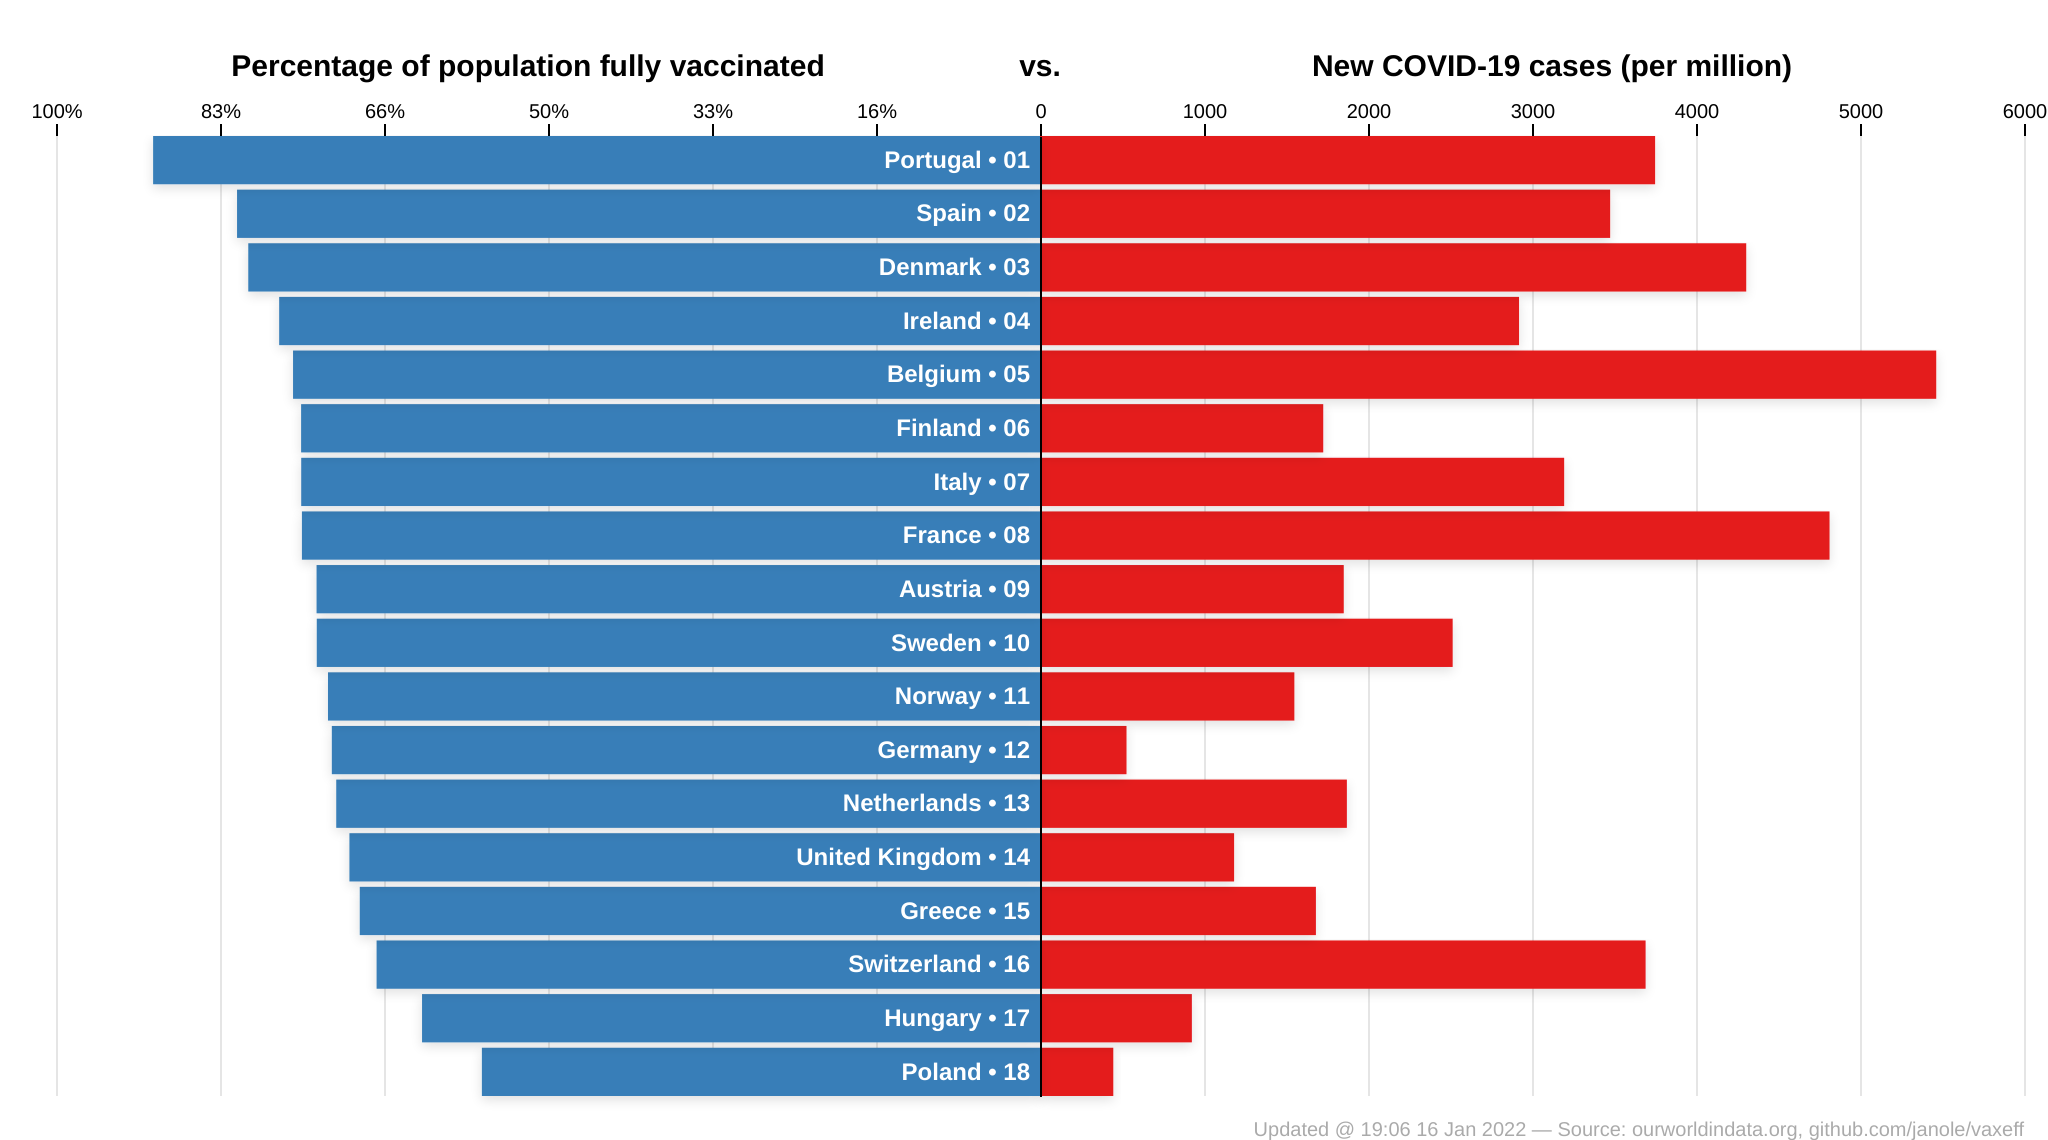 Percentage of population fully vaccinated vs. New COVID-19 cases (per million)
100% 83% 66% 50% 33% 16% 0 1000 2000 3000 4000 5000 6000
Portugal • 01
Spain • 02
Denmark • 03
Ireland • 04
Belgium • 05
Finland • 06
Italy • 07
France • 08
Austria • 09
Sweden • 10
Norway • 11
Germany • 12
Netherlands • 13
United Kingdom • 14
Greece • 15
Switzerland • 16
Hungary • 17
Poland • 18
Updated @ 19:06 16 Jan 2022 — Source: ourworldindata.org, github.com/janole/vaxeff